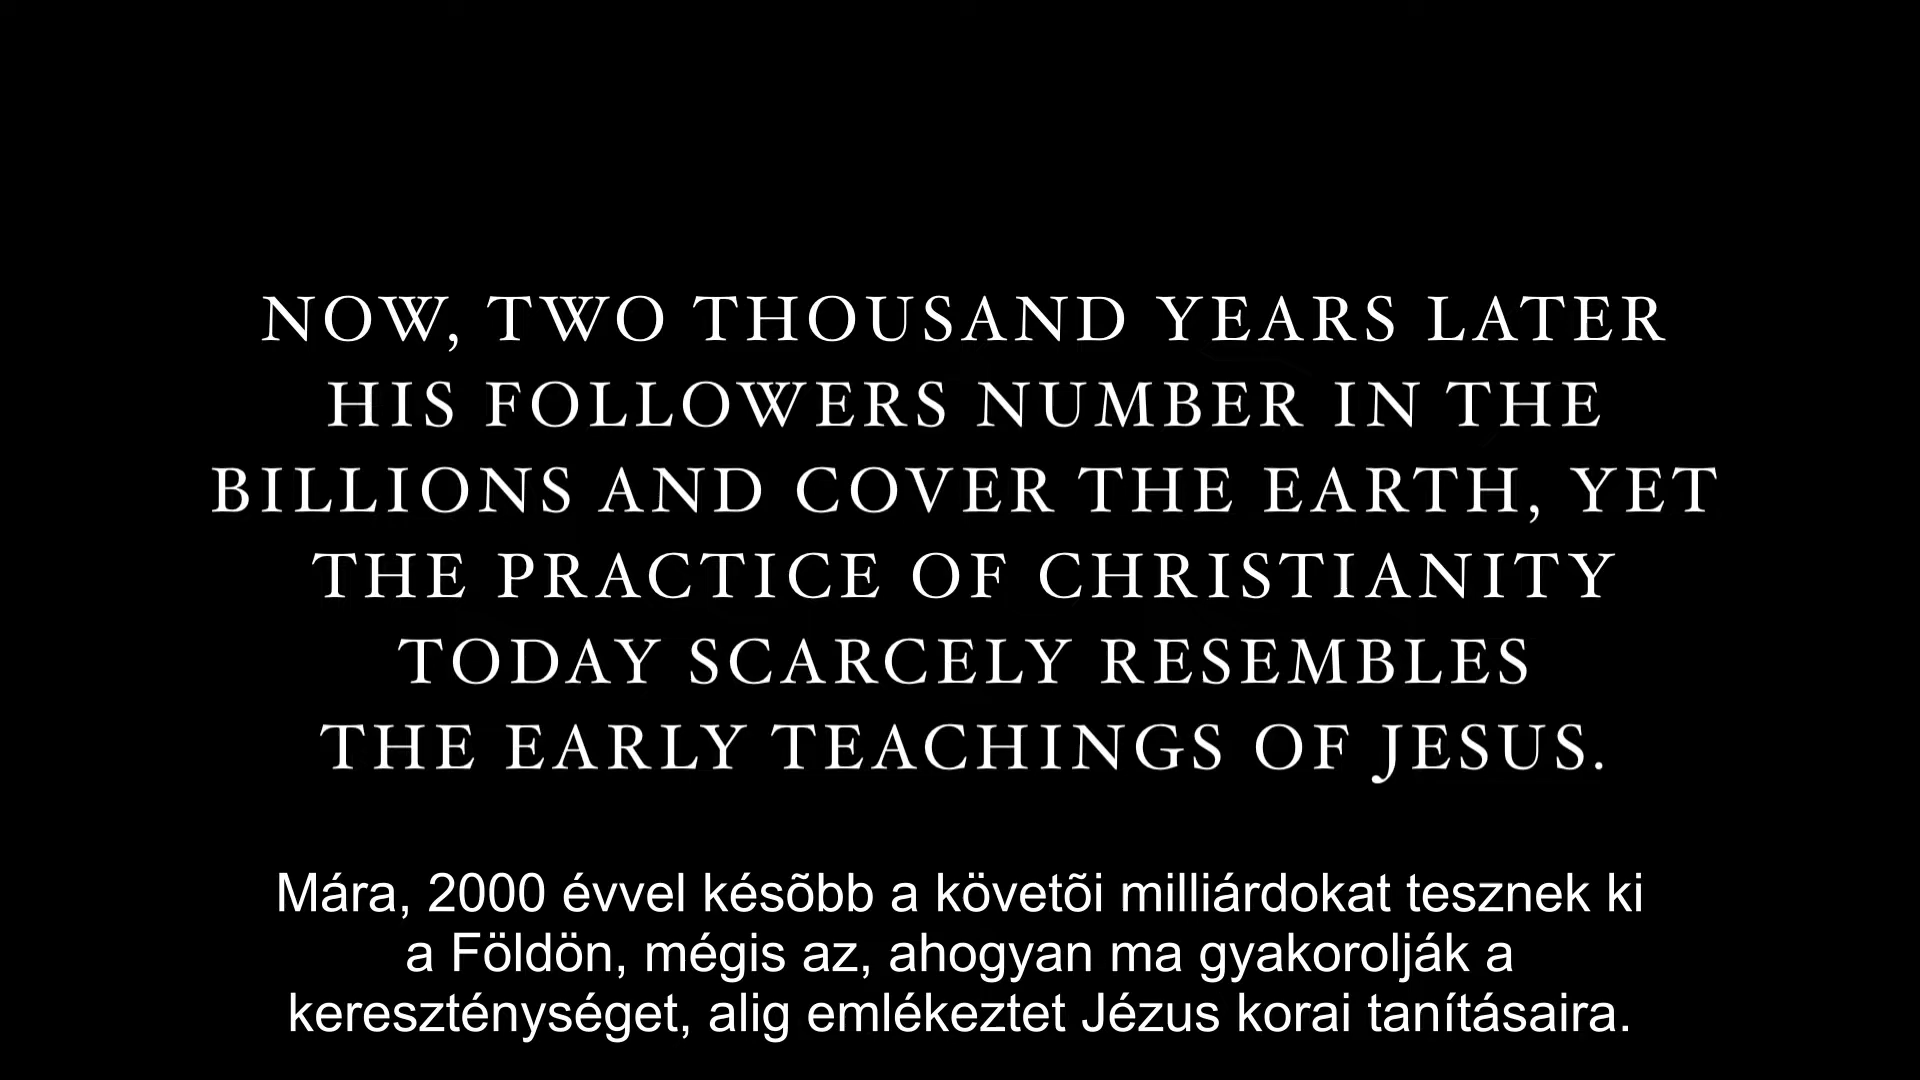 NOW, TWO THOUSAND YEARS LATER
HIS FOLLOWERS NUMBER IN THE
BILLIONS AND COVER THE EARTH, YET
THE PRACTICE OF CHRISTIANITY
TODAY SCARCELY RESEMBLES
THE EARLY TEACHINGS OF JESUS.
Mára, 2000 évvel késõbb a követõi milliárdokat tesznek ki
a Földön, mégis az, ahogyan ma gyakorolják a
kereszténységet, alig emlékeztet Jézus korai tanításaira.